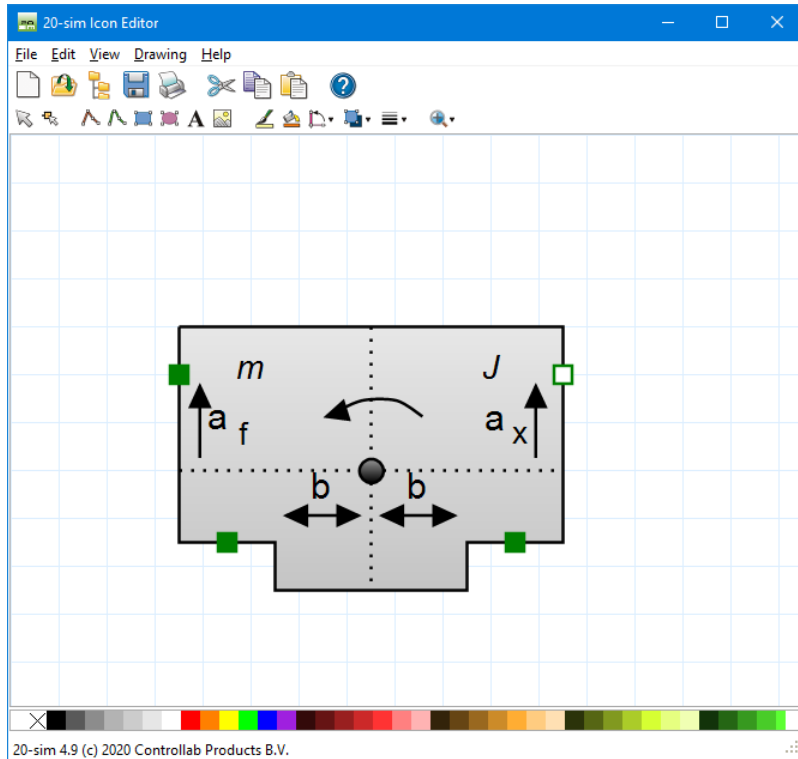 20-sim Icon Editor
File Edit View Drawing Help
A
m J
a f a x
b b
20-sim 4.9 (c) 2020 Controllab Products B.V.